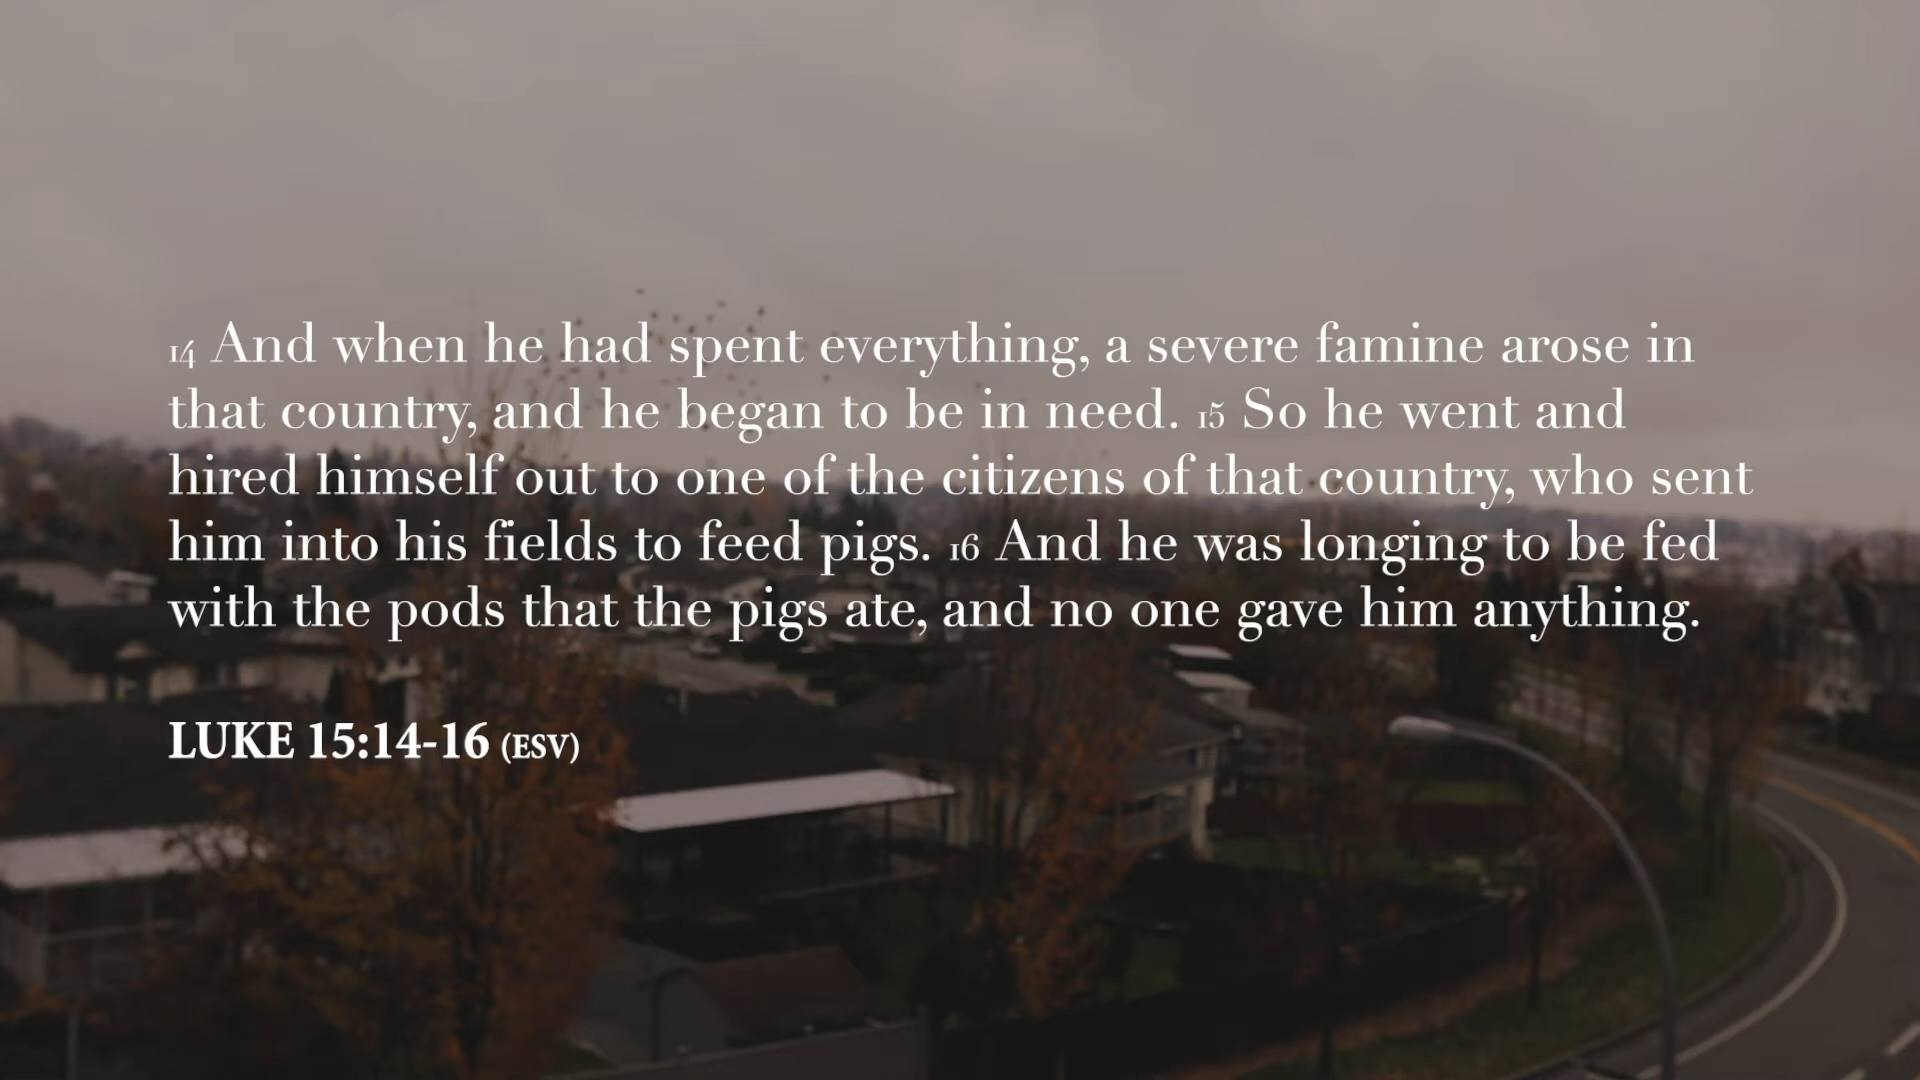 14 And when he had spent everything, a severe famine arose in
that country, and he began to be in need. 15 So he went and
hired himself out to one of the citizens of that country, who sent
him into his fields to feed pigs. 16 And he was longing to be fed
with the pods that the pigs ate, and no one gave him anything.
LUKE 15:14-16 (ESV)